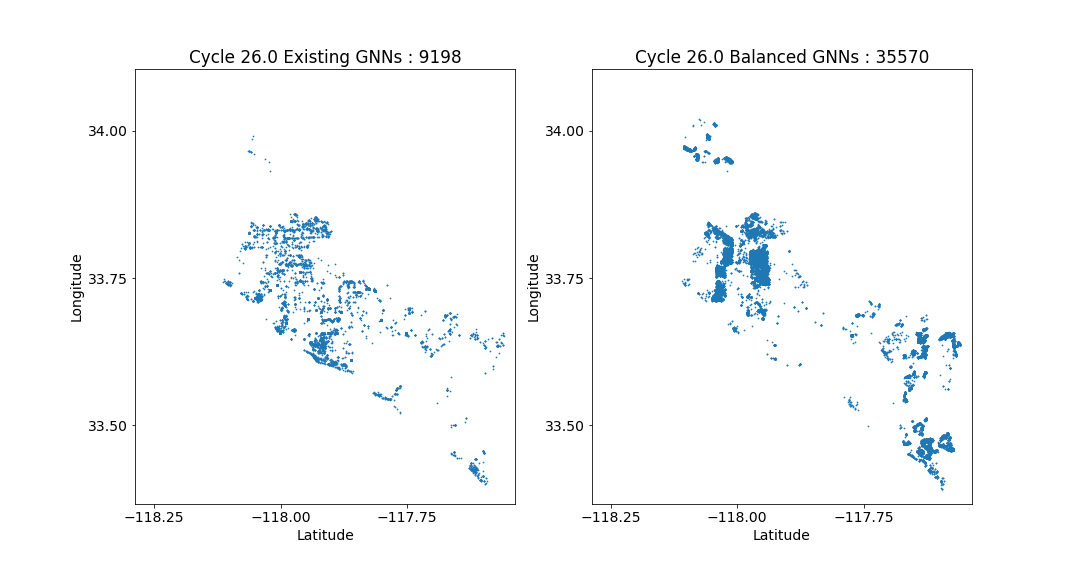 Cycle 26.0 Existing GNNs : 9198
34.00
33.75
33.50
Longitude
−118.25
−118.00
−117.75
Latitude
Cycle 26.0 Balanced GNNs : 35570
34.00
33.75
33.50
Longitude
−118.25
−118.00
−117.75
Latitude